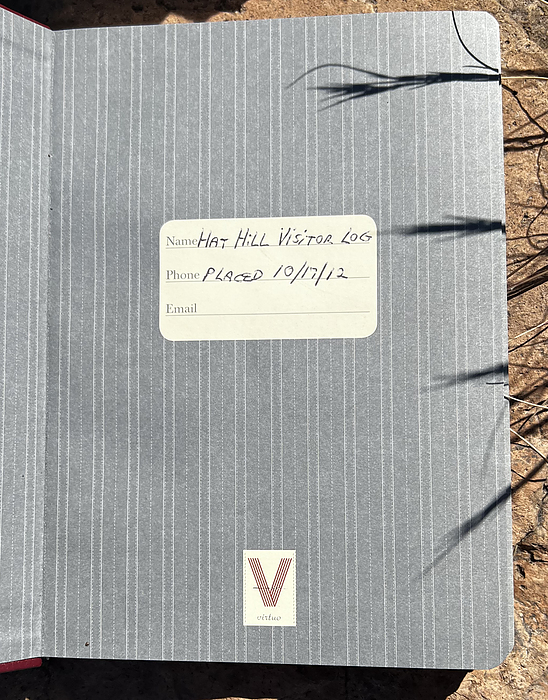 Name HAT HILL VISITOR LOG
Phone PLACED 10/17/12
Email
V
virtuo